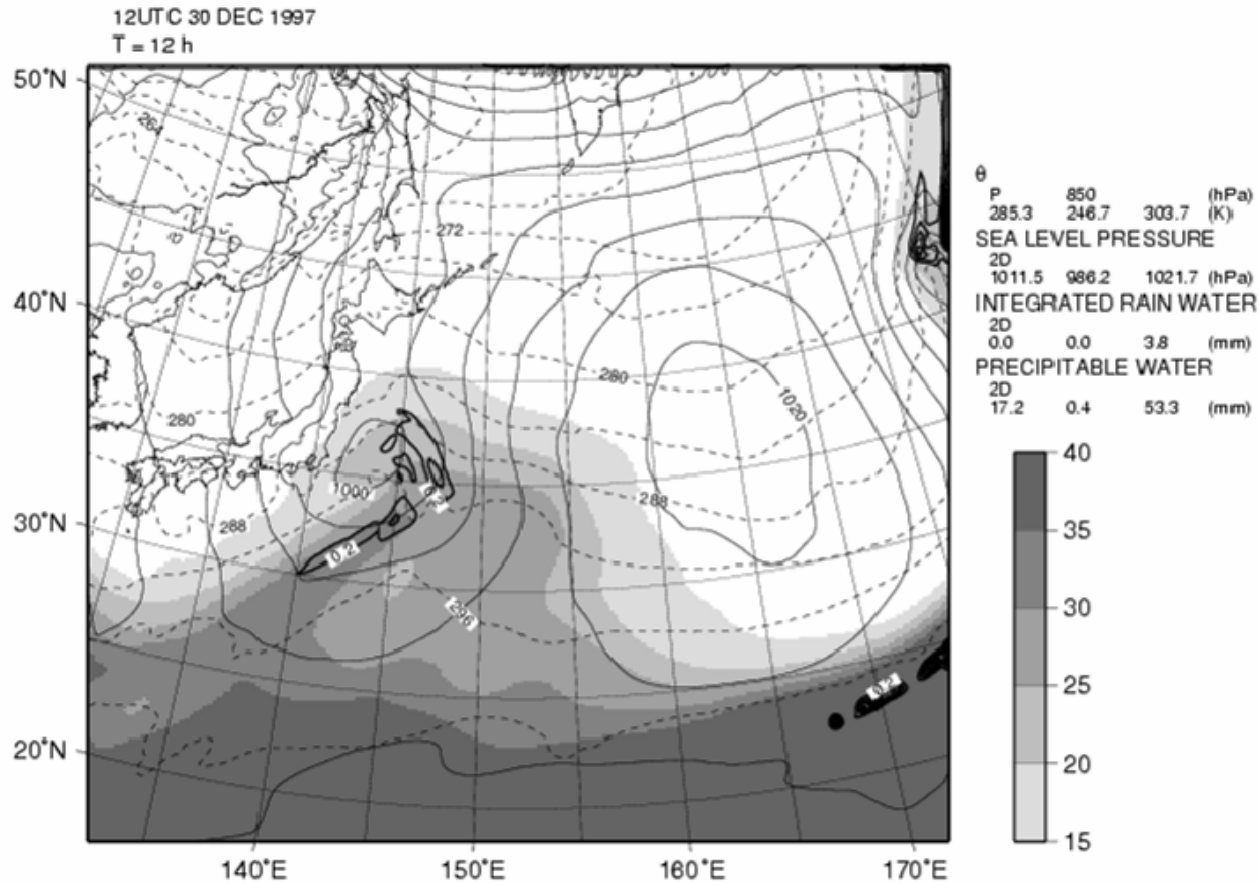 12UTC 30 DEC 1997
T = 12 h
50°N
40°N
30°N
20°N
140°E
150°E
160°E
170°E
264
272
280
280
1020
288
288
1000
0.2
0.2
296
0.2
θ
P 850 (hPa)
285.3 246.7 303.7 (K)
SEA LEVEL PRESSURE
2D
1011.5 986.2 1021.7 (hPa)
INTEGRATED RAIN WATER
2D
0.0 0.0 3.8 (mm)
PRECIPITABLE WATER
2D
17.2 0.4 53.3 (mm)
40
35
30
25
20
15